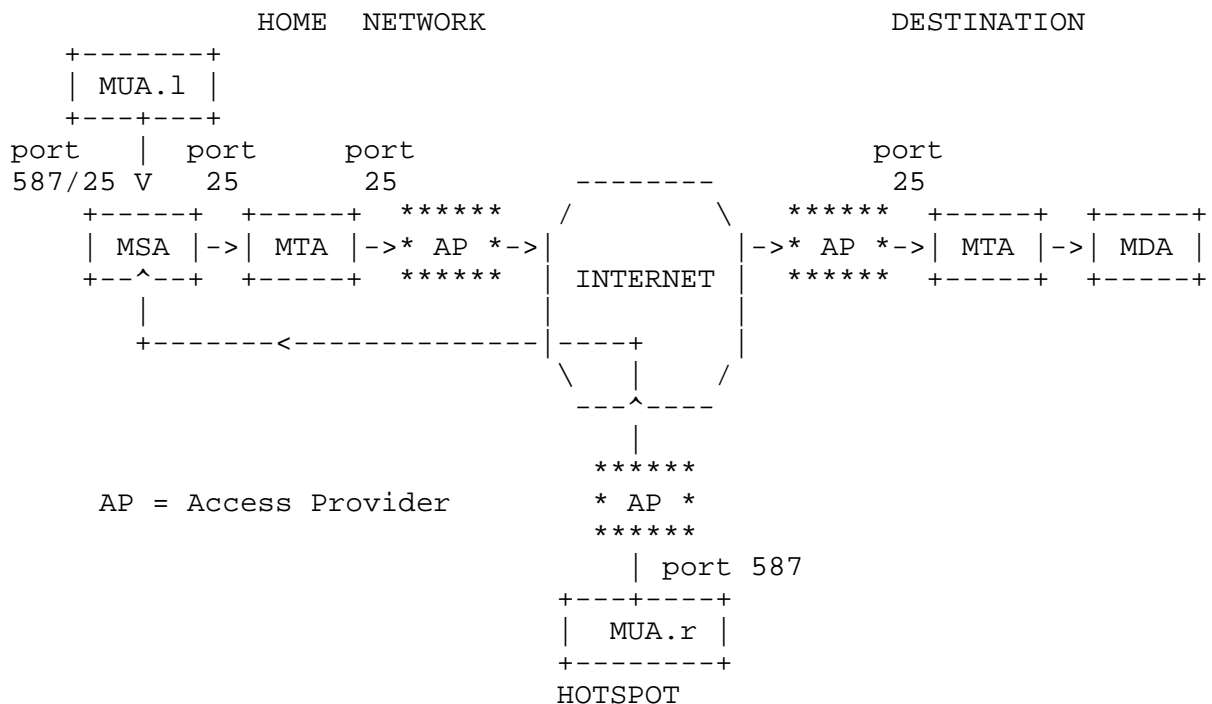 HOME NETWORK DESTINATION
MUA.l
port port port port
587/25 V 25 25 25
MSA MTA AP INTERNET AP MTA MDA
AP = Access Provider AP
port 587
MUA.r
HOTSPOT